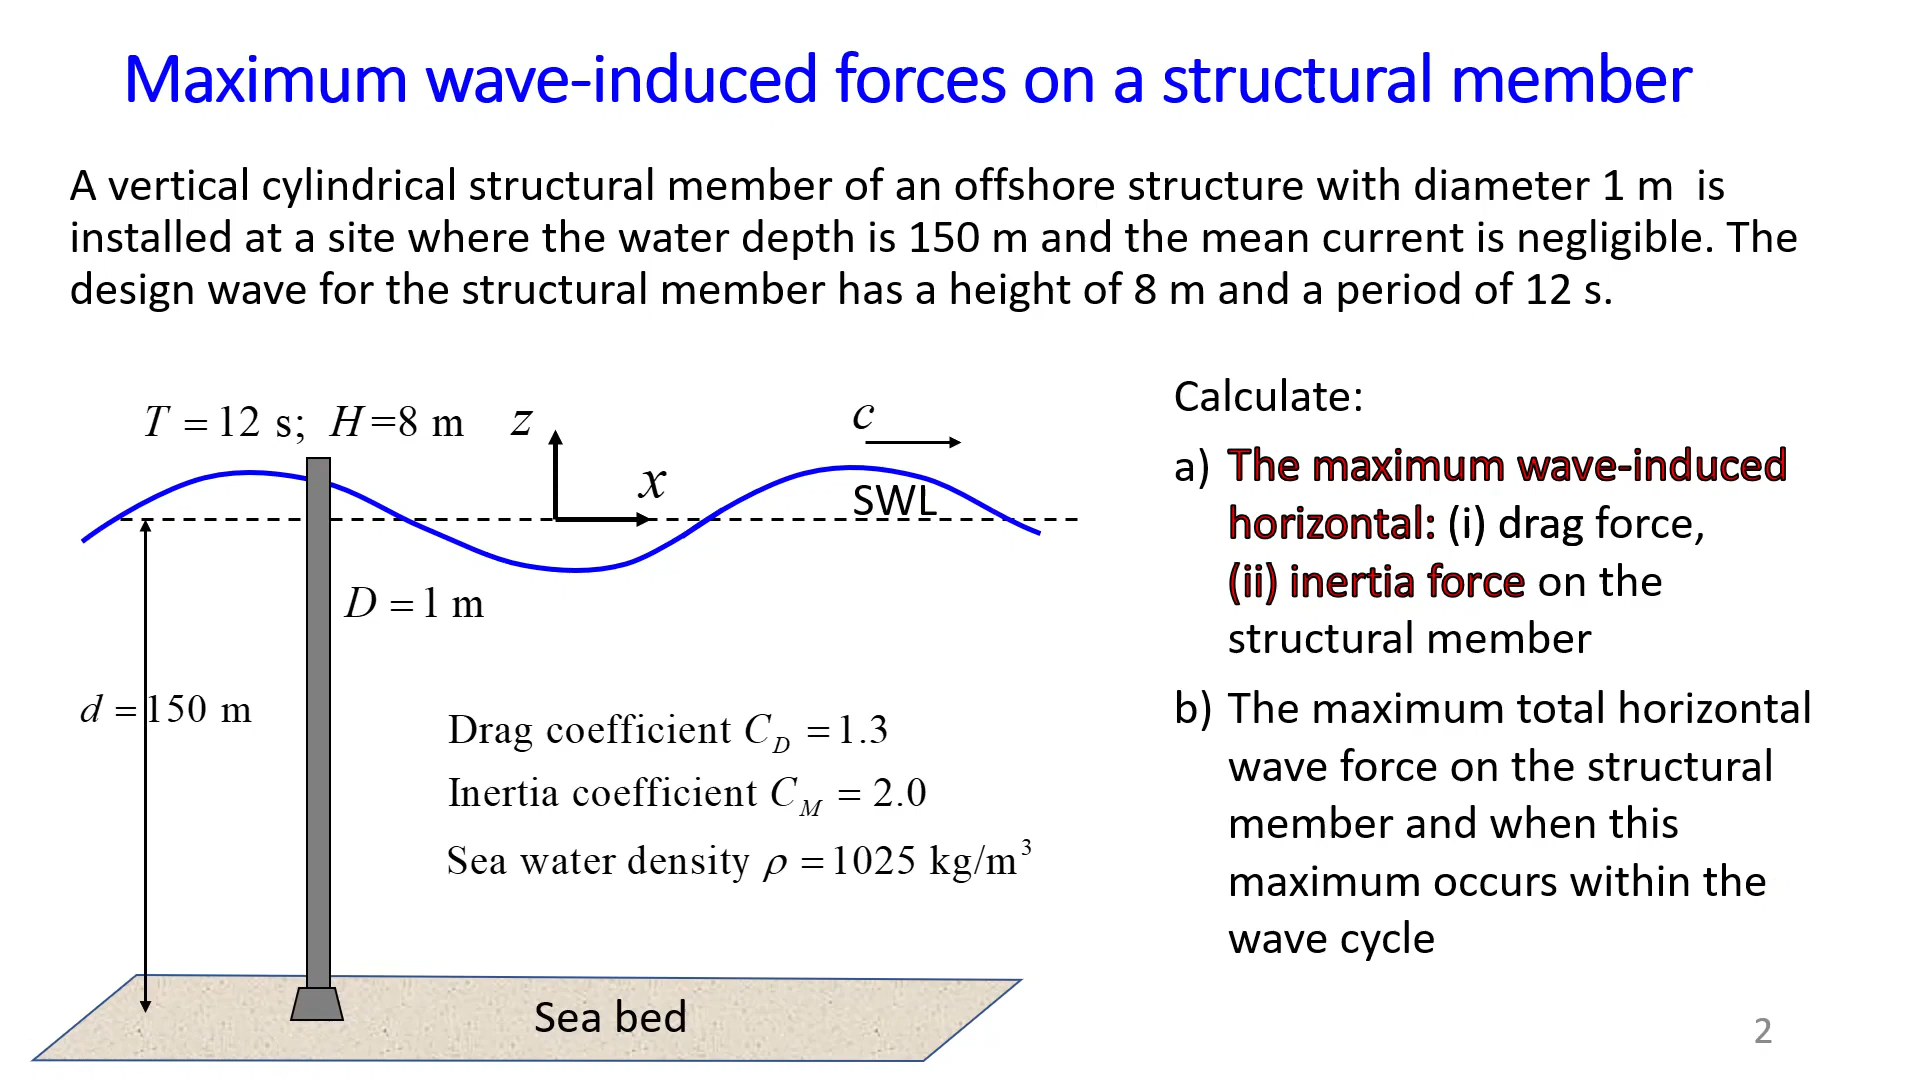 Maximum wave-induced forces on a structural member
A vertical cylindrical structural member of an offshore structure with diameter 1 m is
installed at a site where the water depth is 150 m and the mean current is negligible. The
design wave for the structural member has a height of 8 m and a period of 12 s.
T = 12 s; H =8 m
z
x
c
SWL
D = 1 m
d = 150 m
Drag coefficient C_D = 1.3
Inertia coefficient C_M = 2.0
Sea water density ρ = 1025 kg/m³
Sea bed
Calculate:
a) The maximum wave-induced
horizontal: (i) drag force,
(ii) inertia force on the
structural member
b) The maximum total horizontal
wave force on the structural
member and when this
maximum occurs within the
wave cycle
2